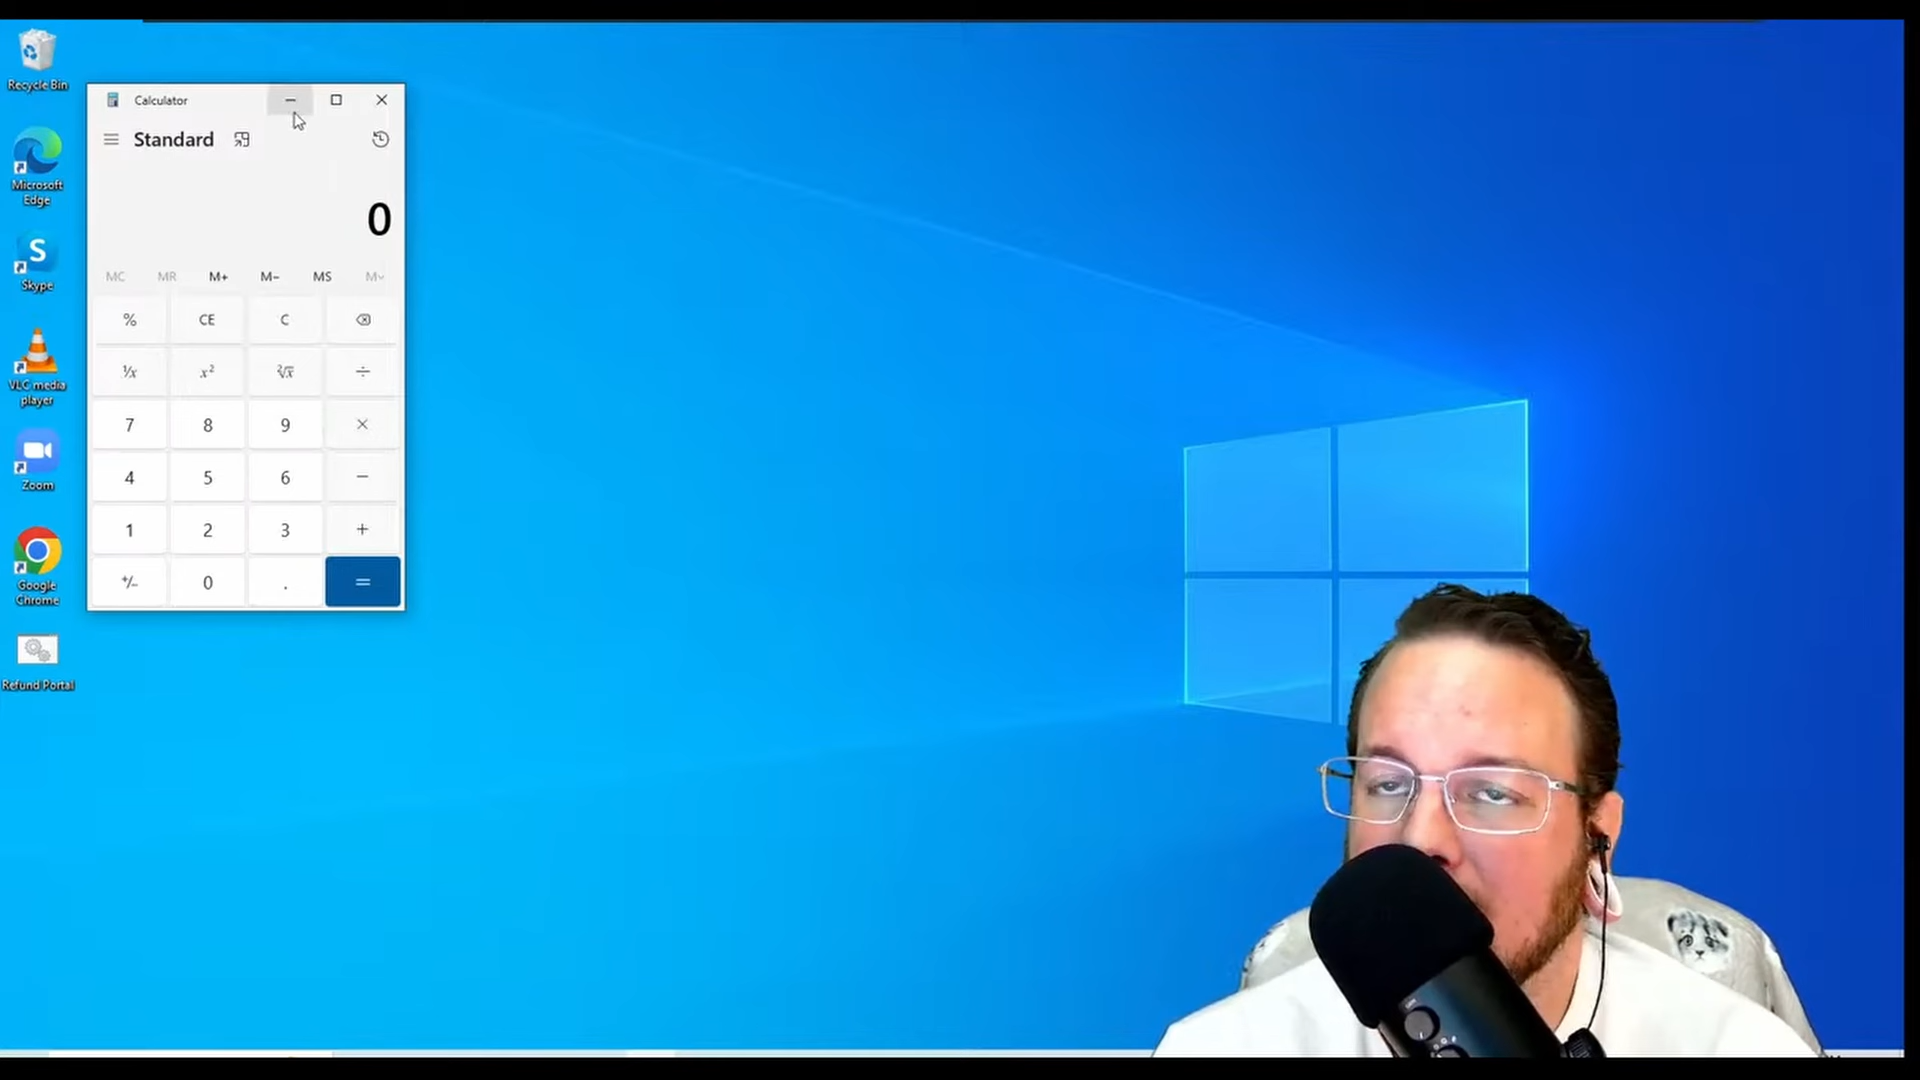 Recycle Bin
Microsoft
Edge
S
Skype
VLC media
player
Zoom
Google
Chrome
Refund Portal
Calculator
Standard
0
MC MR M+ M- MS M
% CE C
1/x x² ²√x ÷
7 8 9 ×
4 5 6 −
1 2 3 +
+/- 0 . =